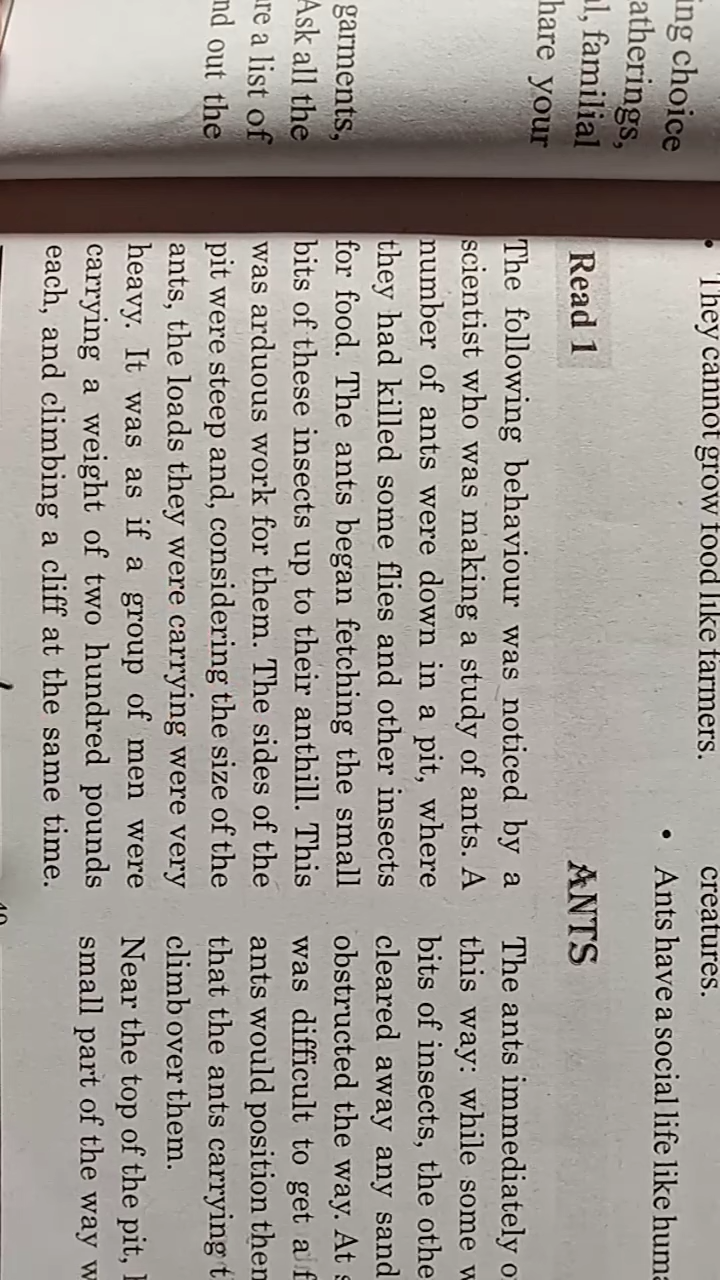 ing choice
atherings,
l, familial
hare your
garments,
Ask all the
re a list of
nd out the
They cannot grow food like farmers.
creatures.
• Ants have a social life like
Read 1
ANTS
The following behaviour was noticed by a
scientist who was making a study of ants. A
number of ants were down in a pit, where
they had killed some flies and other insects
for food. The ants began fetching the small
bits of these insects up to their anthill. This
was arduous work for them. The sides of the
pit were steep and, considering the size of the
ants, the loads they were carrying were very
heavy. It was as if a group of men were
carrying a weight of two hundred pounds
each, and climbing a cliff at the same time.
The ants immediately o
this way: while some w
bits of insects, the othe
cleared away any sand
obstructed the way. At s
was difficult to get a f
ants would position them
that the ants carrying t
climb over them.
Near the top of the pit,
small part of the way w